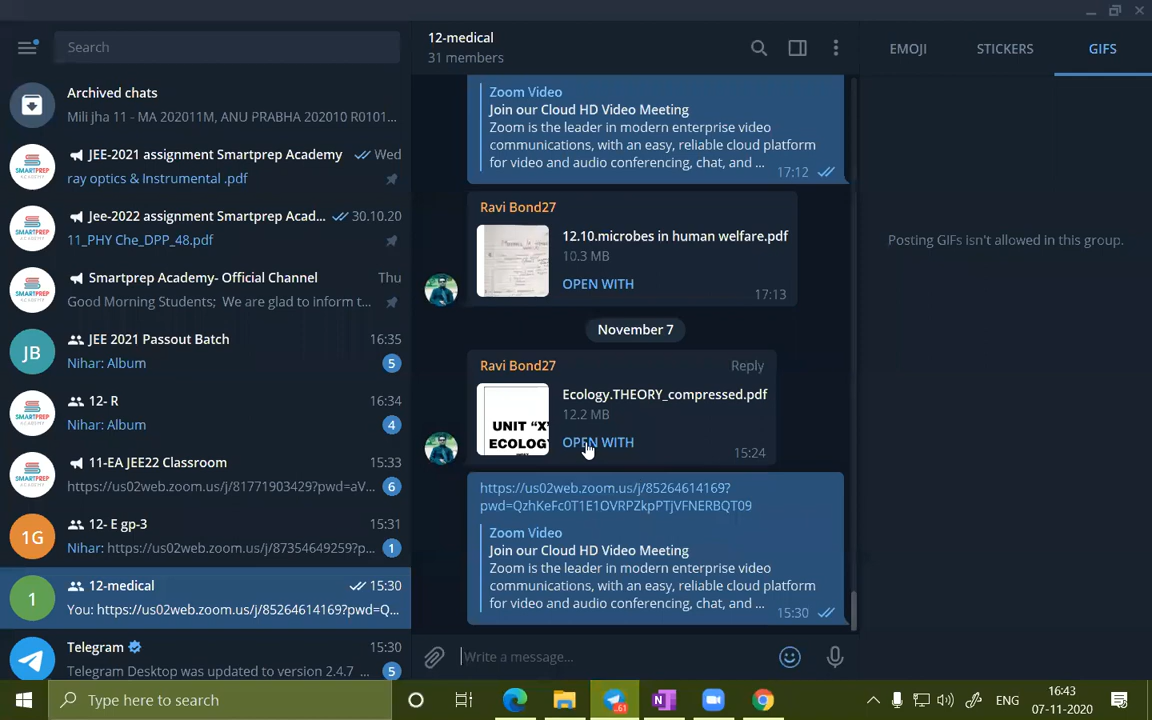 Search
Archived chats
Mili jha 11 - MA 202011M, ANU PRABHA 202010 R0101...
SMARTPREP
ACADEMY
JEE-2021 assignment Smartprep Academy
Wed
ray optics & Instrumental .pdf
SMARTPREP
ACADEMY
Jee-2022 assignment Smartprep Acad...
30.10.20
11_PHY Che_DPP_48.pdf
SMARTPREP
ACADEMY
Smartprep Academy- Official Channel
Thu
Good Morning Students;  We are glad to inform t...
JB
JEE 2021 Passout Batch
16:35
Nihar: Album
5
SMARTPREP
ACADEMY
12- R
16:34
Nihar: Album
4
SMARTPREP
ACADEMY
11-EA JEE22 Classroom
15:33
https://us02web.zoom.us/j/81771903429?pwd=aV...
6
1G
12- E gp-3
15:31
Nihar: https://us02web.zoom.us/j/87354649259?p...
1
1
12-medical
15:30
You: https://us02web.zoom.us/j/85264614169?pwd=Q...
Telegram
15:30
Telegram Desktop was updated to version 2.4.7 ...
5
12-medical
31 members
Zoom Video
Join our Cloud HD Video Meeting
Zoom is the leader in modern enterprise video
communications, with an easy, reliable cloud platform
for video and audio conferencing, chat, and ...
17:12
Ravi Bond27
12.10.microbes in human welfare.pdf
10.3 MB
OPEN WITH
17:13
November 7
Ravi Bond27
Reply
UNIT “X’
ECOLOG
Ecology.THEORY_compressed.pdf
12.2 MB
OPEN WITH
15:24
https://us02web.zoom.us/j/85264614169?
pwd=QzhKeFc0T1E1OVRPZkpPTjVFNERBQT09
Zoom Video
Join our Cloud HD Video Meeting
Zoom is the leader in modern enterprise video
communications, with an easy, reliable cloud platform
for video and audio conferencing, chat, and ...
15:30
Write a message...
EMOJI
STICKERS
GIFS
Posting GIFs isn't allowed in this group.
Type here to search
..61
ENG
16:43
07-11-2020